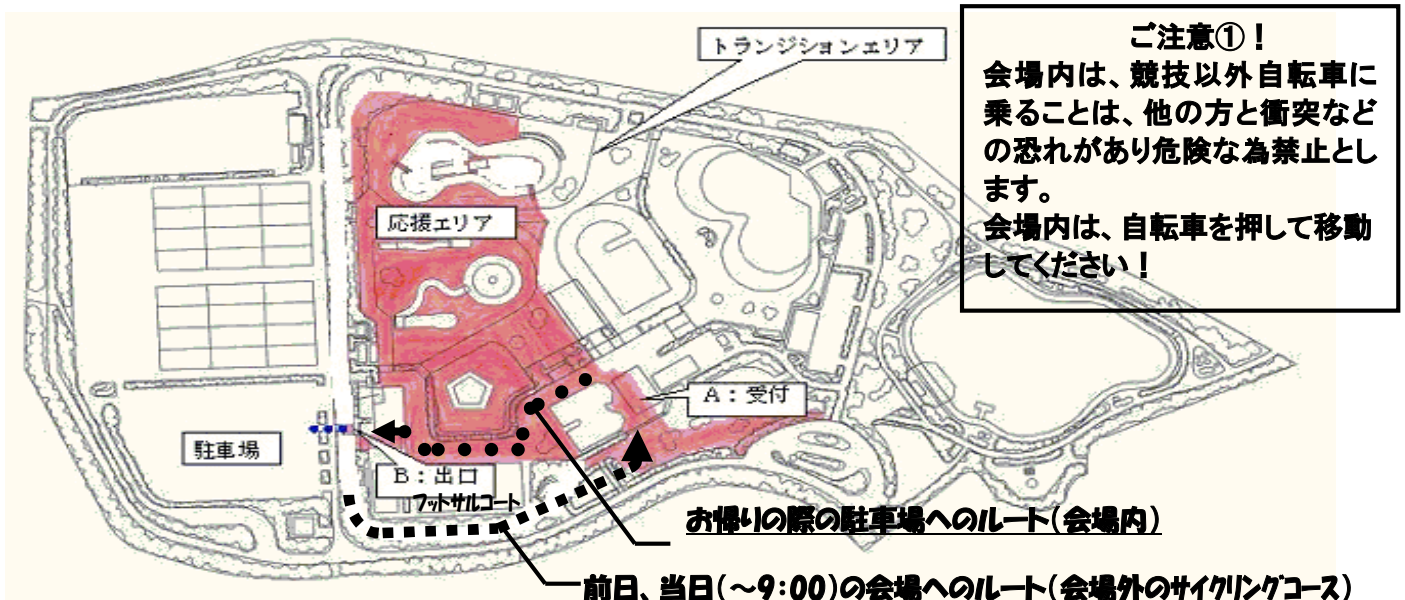 トランジションエリア
ご注意①!
会場内は、競技以外自転車に
乗ることは、他の方と衝突など
の恐れがあり危険な為禁止とし
ます。
会場内は、自転車を押して移動
してください!
応援エリア
A:受付
駐車場
B:出口
フットサルコート
お帰りの際の駐車場へのルート(会場内)
前日、当日(~9:00)の会場へのルート(会場外のサイクリングコース)